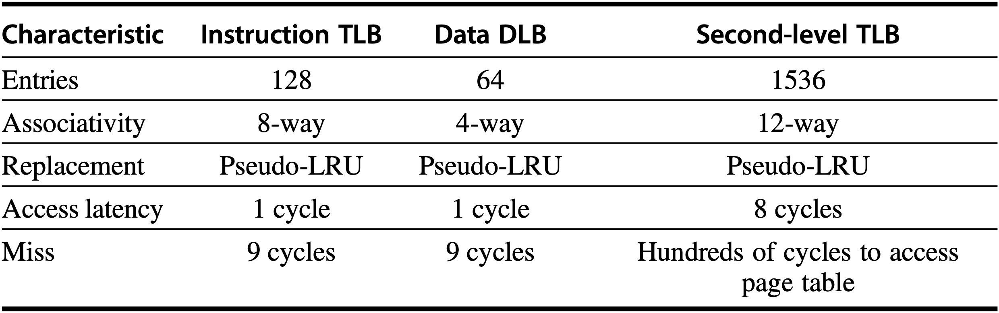 Characteristic Instruction TLB Data DLB Second-level TLB
Entries 128 64 1536
Associativity 8-way 4-way 12-way
Replacement Pseudo-LRU Pseudo-LRU Pseudo-LRU
Access latency 1 cycle 1 cycle 8 cycles
Miss 9 cycles 9 cycles Hundreds of cycles to access
page table